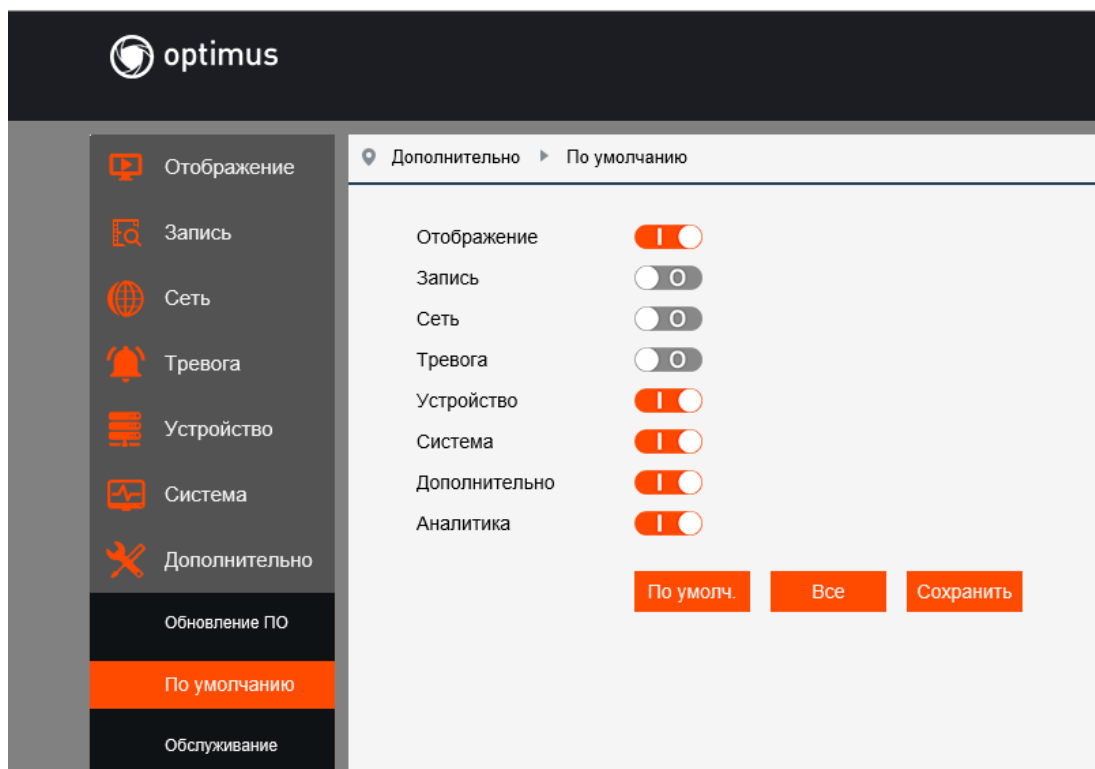 optimus
Отображение
Запись
Сеть
Тревога
Устройство
Система
Дополнительно
Обновление ПО
По умолчанию
Обслуживание
Дополнительно По умолчанию
Отображение
Запись
Сеть
Тревога
Устройство
Система
Дополнительно
Аналитика
По умолч. Все Сохранить